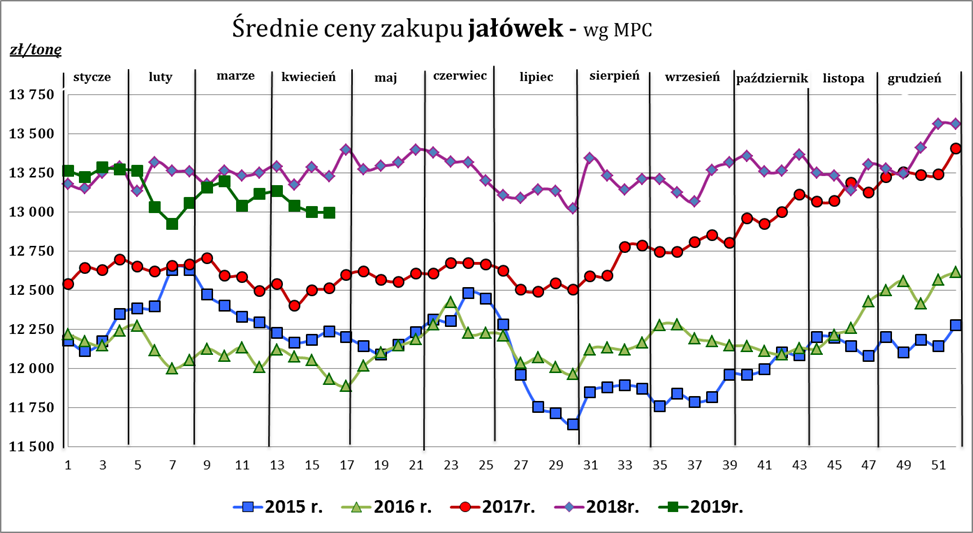 Średnie ceny zakupu jałówek - wg MPC
zł/tonę
stycze luty marze kwiecień maj czerwiec lipiec sierpień wrzesień październik listopa grudzień
13 750
13 500
13 250
13 000
12 750
12 500
12 250
12 000
11 750
11 500
1 3 5 7 9 11 13 15 17 19 21 23 25 27 29 31 33 35 37 39 41 43 45 47 49 51
2015 r. 2016 r. 2017r. 2018r. 2019r.